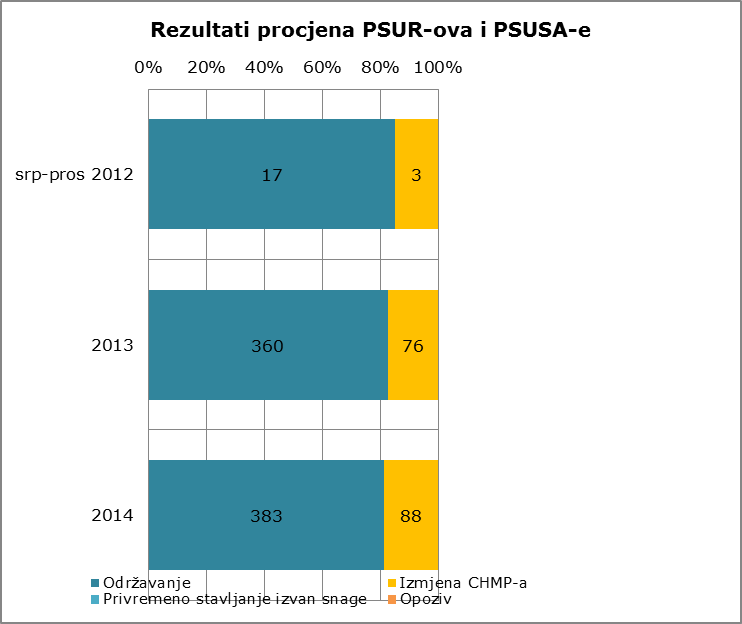 Rezultati procjena PSUR-ova i PSUSA-e
0% 20% 40% 60% 80% 100%
srp-pros 2012 17 3
2013 360 76
2014 383 88
Održavanje Izmjena CHMP-a
Privremeno stavljanje izvan snage Opoziv